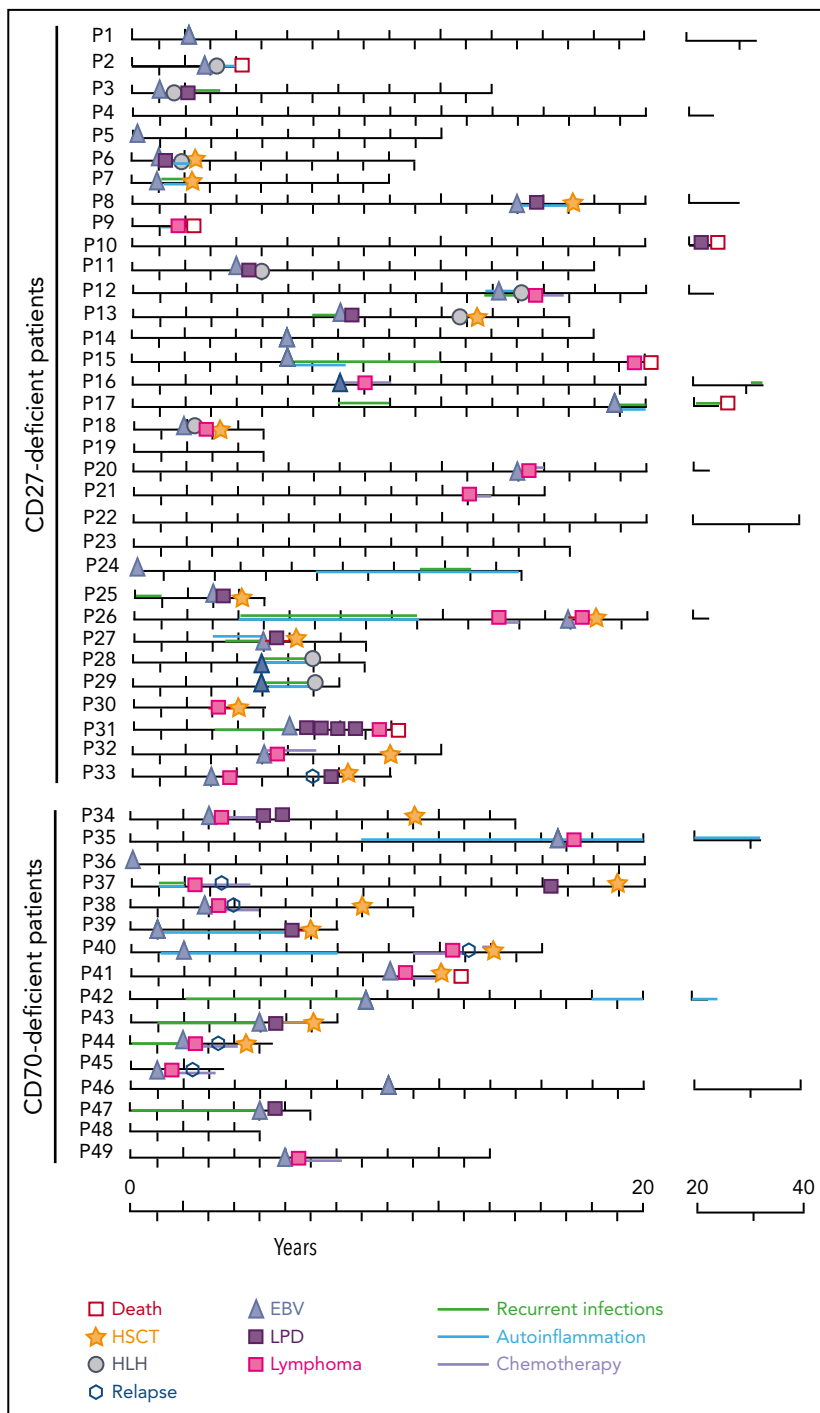 CD27-deficient patients
P1
P2
P3
P4
P5
P6
P7
P8
P9
P10
P11
P12
P13
P14
P15
P16
P17
P18
P19
P20
P21
P22
P23
P24
P25
P26
P27
P28
P29
P30
P31
P32
P33
CD70-deficient patients
P34
P35
P36
P37
P38
P39
P40
P41
P42
P43
P44
P45
P46
P47
P48
P49
0 20 20 40
Years
Death EBV Recurrent infections
HSCT LPD Autoinflammation
HLH Lymphoma Chemotherapy
Relapse